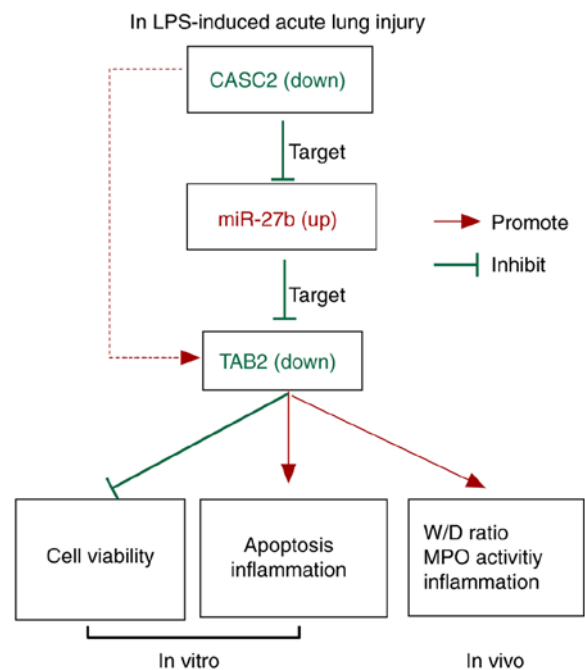 In LPS-induced acute lung injury
CASC2 (down)
Target
miR-27b (up)
Promote
Inhibit
Target
TAB2 (down)
Cell viability
Apoptosis
inflammation
W/D ratio
MPO activitiy
inflammation
In vitro
In vivo